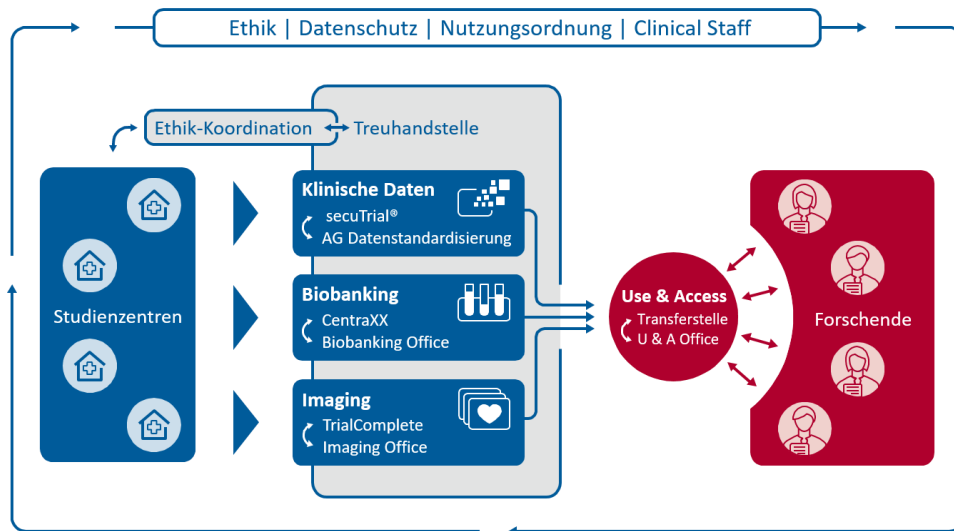 Ethik | Datenschutz | Nutzungsordnung | Clinical Staff
Ethik-Koordination
Treuhandstelle
Studienzentren
Klinische Daten
secuTrial®
AG Datenstandardisierung
Biobanking
CentraXX
Biobanking Office
Imaging
TrialComplete
Imaging Office
Use & Access
Transferstelle
U & A Office
Forschende